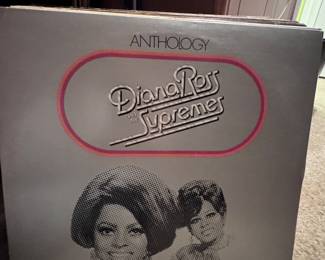 ANTHOLOGY
Diana Ross
and the
Supremes